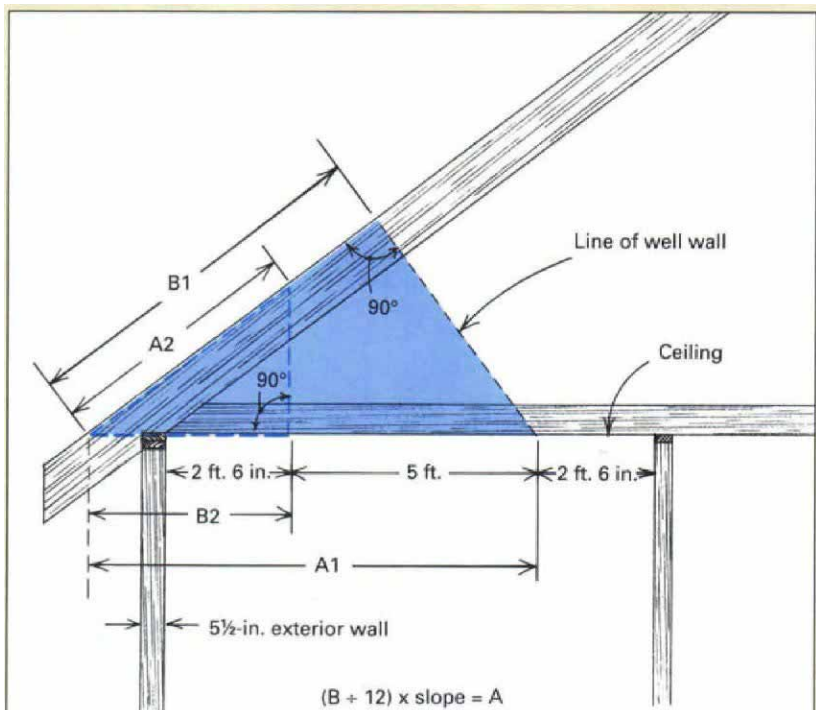 B1
Line of well wall
90°
A2
Ceiling
90°
2 ft. 6 in.
5 ft.
2 ft. 6 in.
B2
A1
5½-in. exterior wall
(B ÷ 12) x slope = A